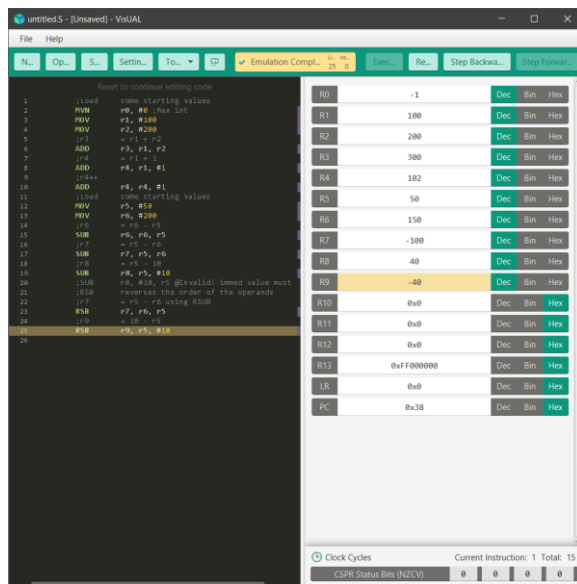 untitled.S - [Unsaved] - VisUAL
File Help
N... Op... S... Settin... To... Emulation Compl... Li... Ins... 25 0 Exec... Re... Step Backwa... Step Forwar...
Reset to continue editing code
1 ;Load some starting values
2 MVN r0, #0 ;Max int
3 MOV r1, #100
4 MOV r2, #200
5 ;r3 = r1 + r2
6 ADD r3, r1, r2
7 ;r4 = r1 + 1
8 ADD r4, r1, #1
9 ;r4++
10 ADD r4, r4, #1
11 ;Load some starting values
12 MOV r5, #50
13 MOV r6, #200
14 ;r6 = r6 - r5
15 SUB r6, r6, r5
16 ;r7 = r5 - r6
17 SUB r7, r5, r6
18 ;r8 = r5 - 10
19 SUB r8, r5, #10
20 ;SUB r8, #10, r5 @Invalid! immed value must
21 ;RSB reverses the order of the operands
22 ;r7 = r5 - r6 using RSUB
23 RSB r7, r6, r5
24 ;r9 = 10 - r5
25 RSB r9, r5, #10
26
R0 -1 Dec Bin Hex
R1 100 Dec Bin Hex
R2 200 Dec Bin Hex
R3 300 Dec Bin Hex
R4 102 Dec Bin Hex
R5 50 Dec Bin Hex
R6 150 Dec Bin Hex
R7 -100 Dec Bin Hex
R8 40 Dec Bin Hex
R9 -40 Dec Bin Hex
R10 0x0 Dec Bin Hex
R11 0x0 Dec Bin Hex
R12 0x0 Dec Bin Hex
R13 0xFF000000 Dec Bin Hex
LR 0x0 Dec Bin Hex
PC 0x38 Dec Bin Hex
Clock Cycles Current Instruction: 1 Total: 15
CSPR Status Bits (NZCV) 0 0 0 0